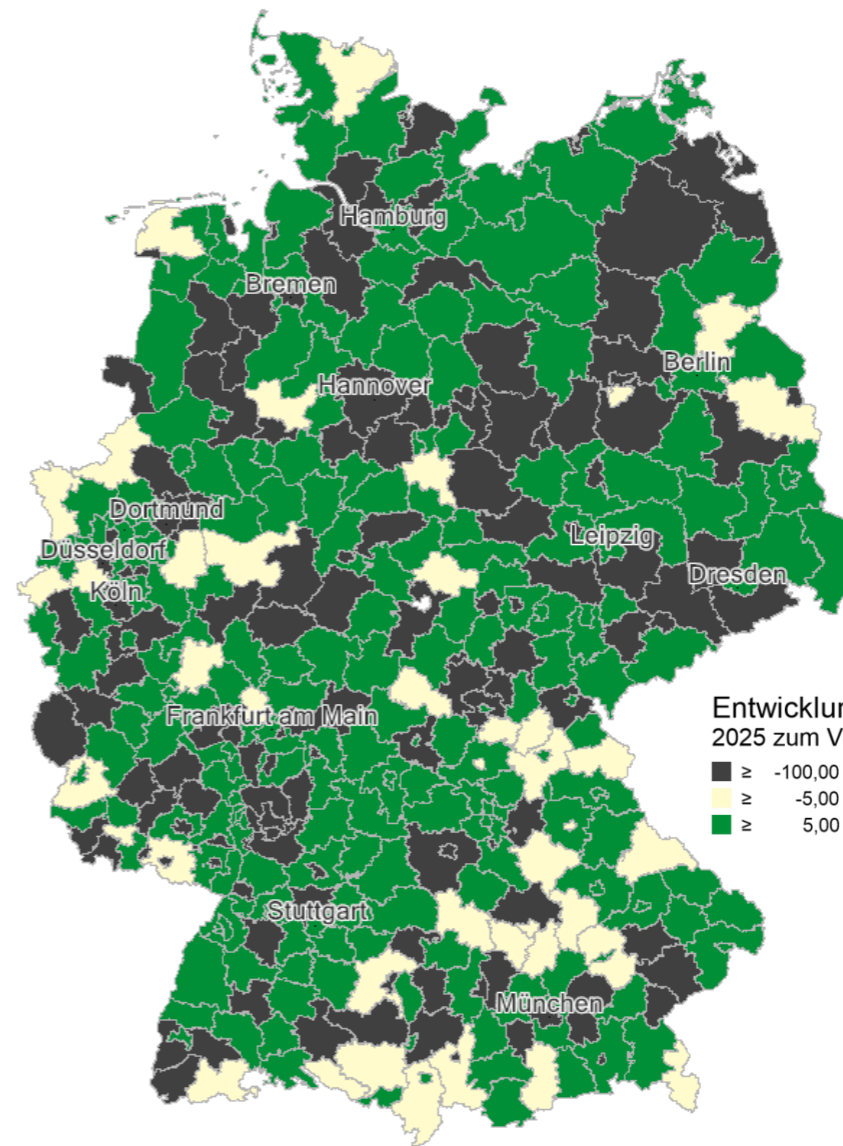 Hamburg
Bremen
Berlin
Hannover
Dortmund
Düsseldorf
Leipzig
Köln
Dresden
Frankfurt am Main
Entwicklu
2025 zum V
≥ -100,00
≥ -5,00
≥ 5,00
Stuttgart
München